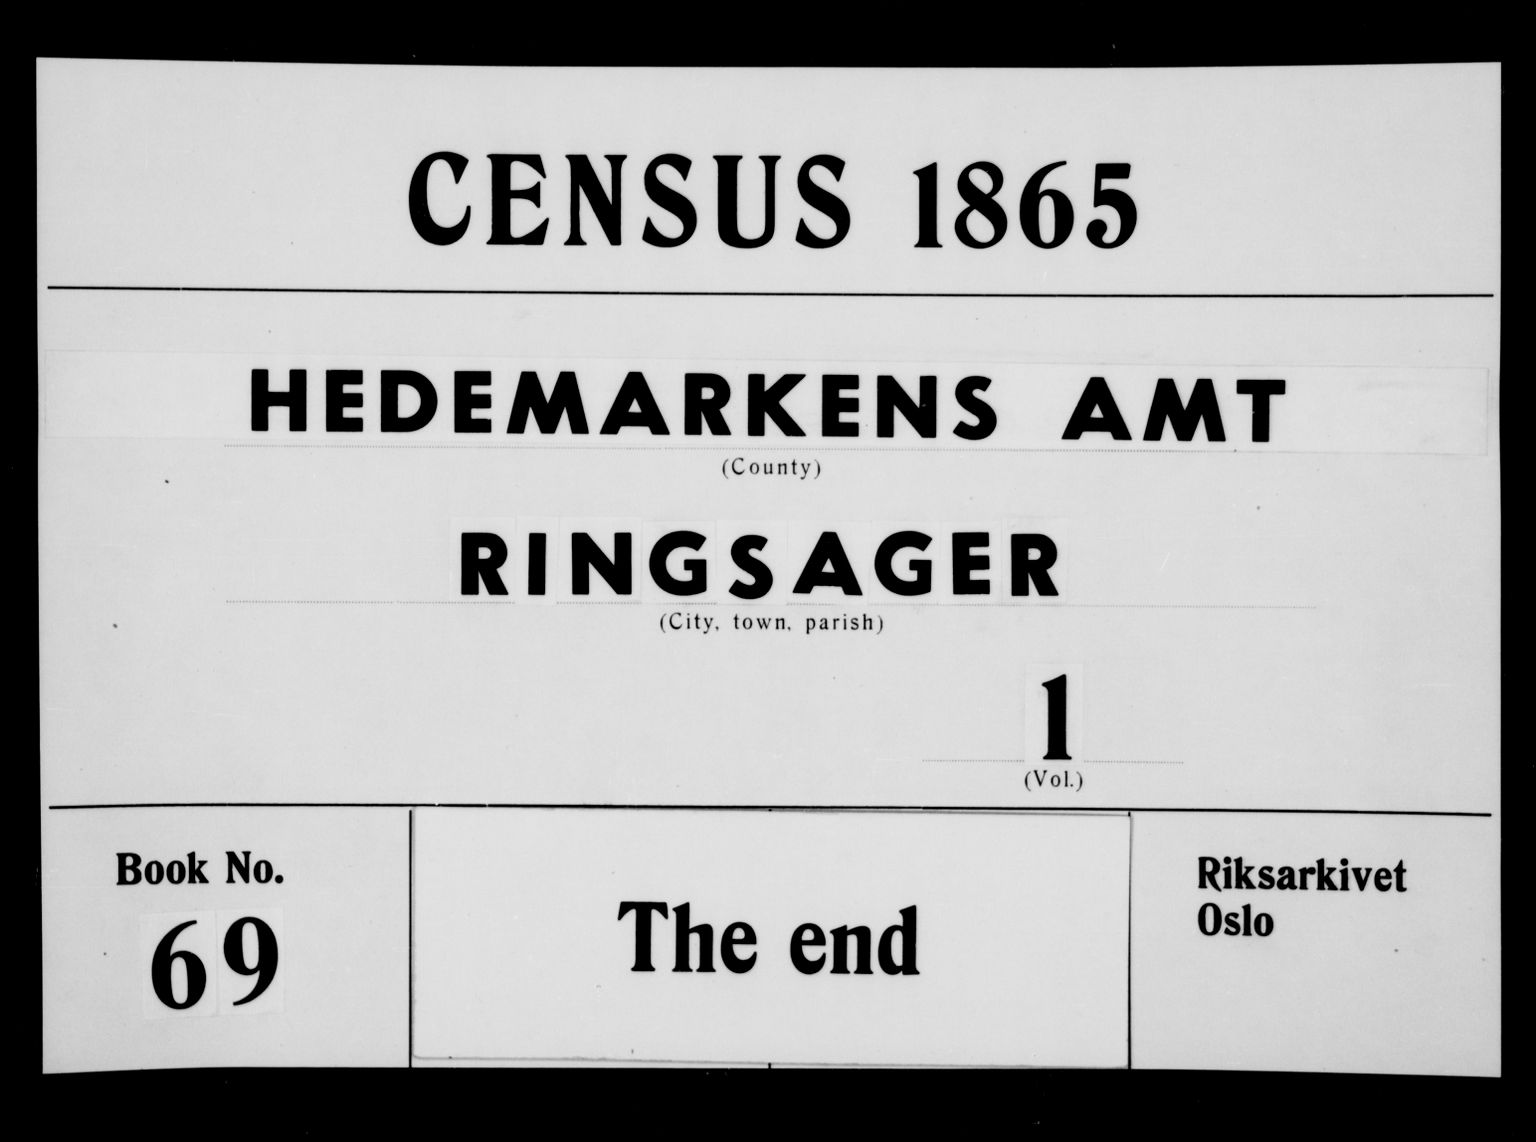 CENSUS 1865
HEDEMARKENS AMT
(County)
RINGSAGER
(City, town, parish)
1
(Vol.)
Book No.
69
The end
Riksarkivet
Oslo